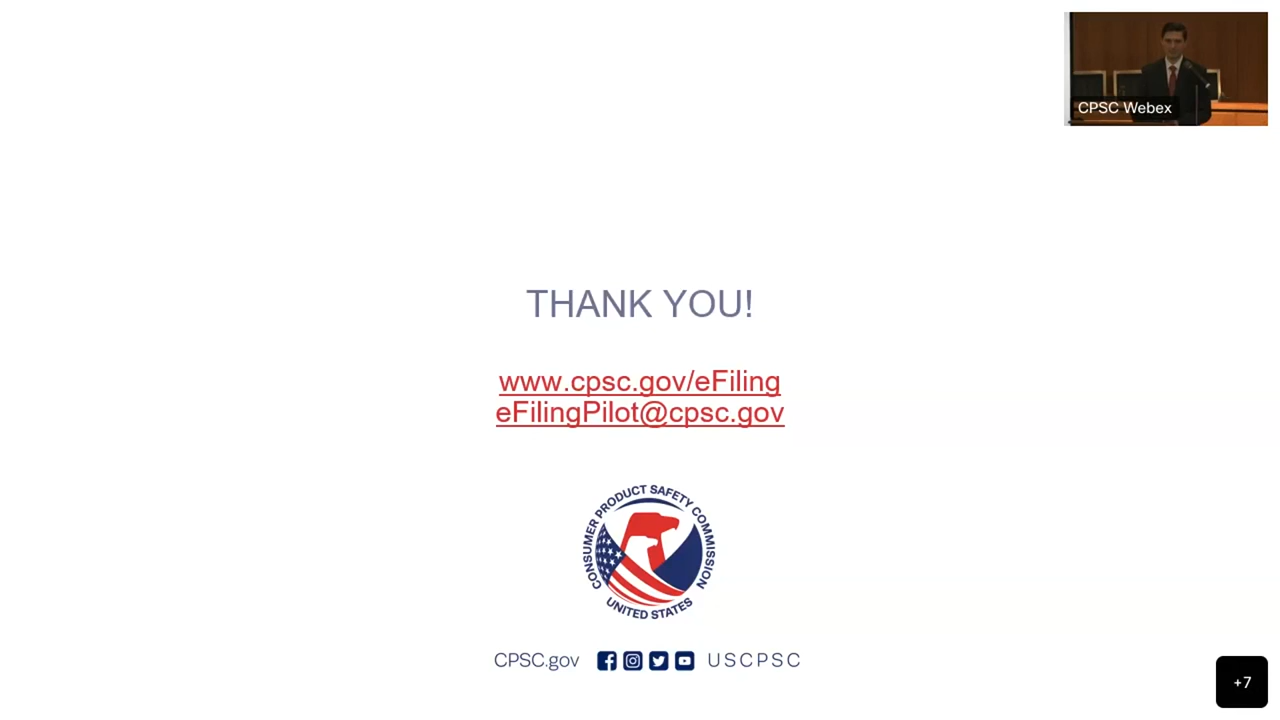 CPSC Webex
THANK YOU!
www.cpsc.gov/eFiling
eFilingPilot@cpsc.gov
CONSUMER PRODUCT SAFETY COMMISSION
UNITED STATES
CPSC.gov USCPSC
+7